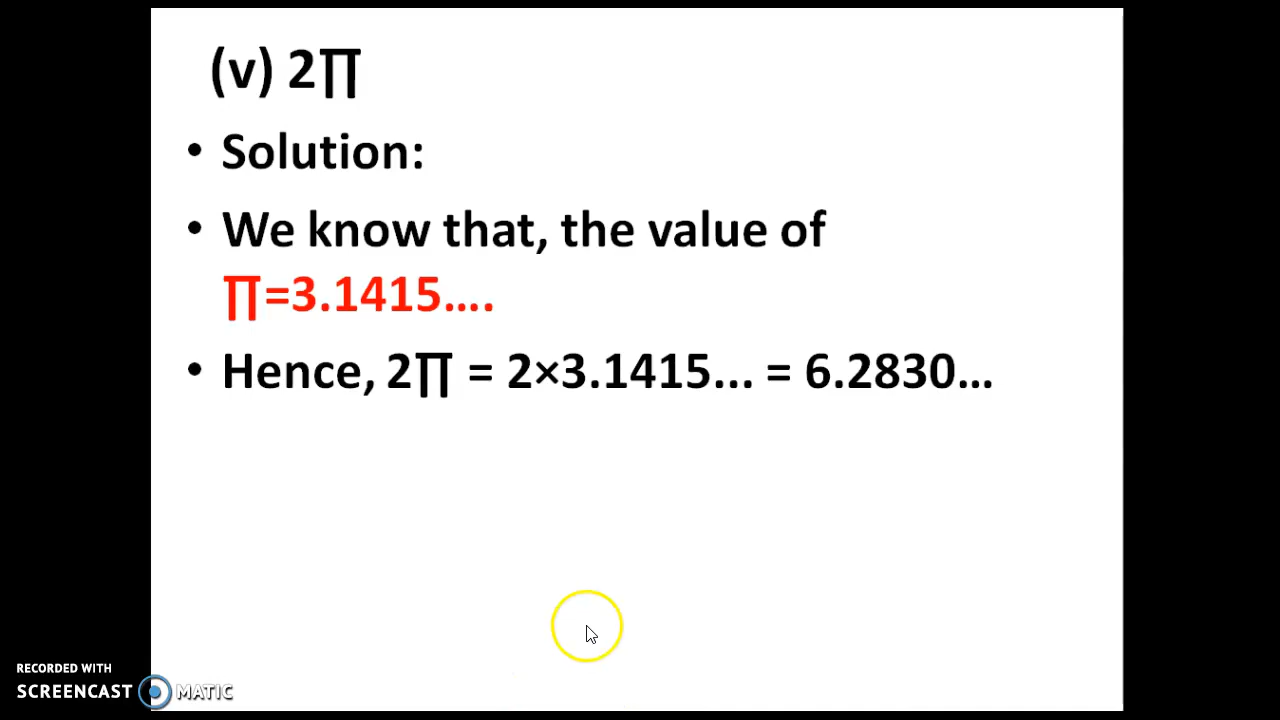 (v) 2∏
• Solution:
• We know that, the value of
∏=3.1415….
• Hence, 2∏ = 2×3.1415... = 6.2830…
RECORDED WITH
SCREENCAST MATIC